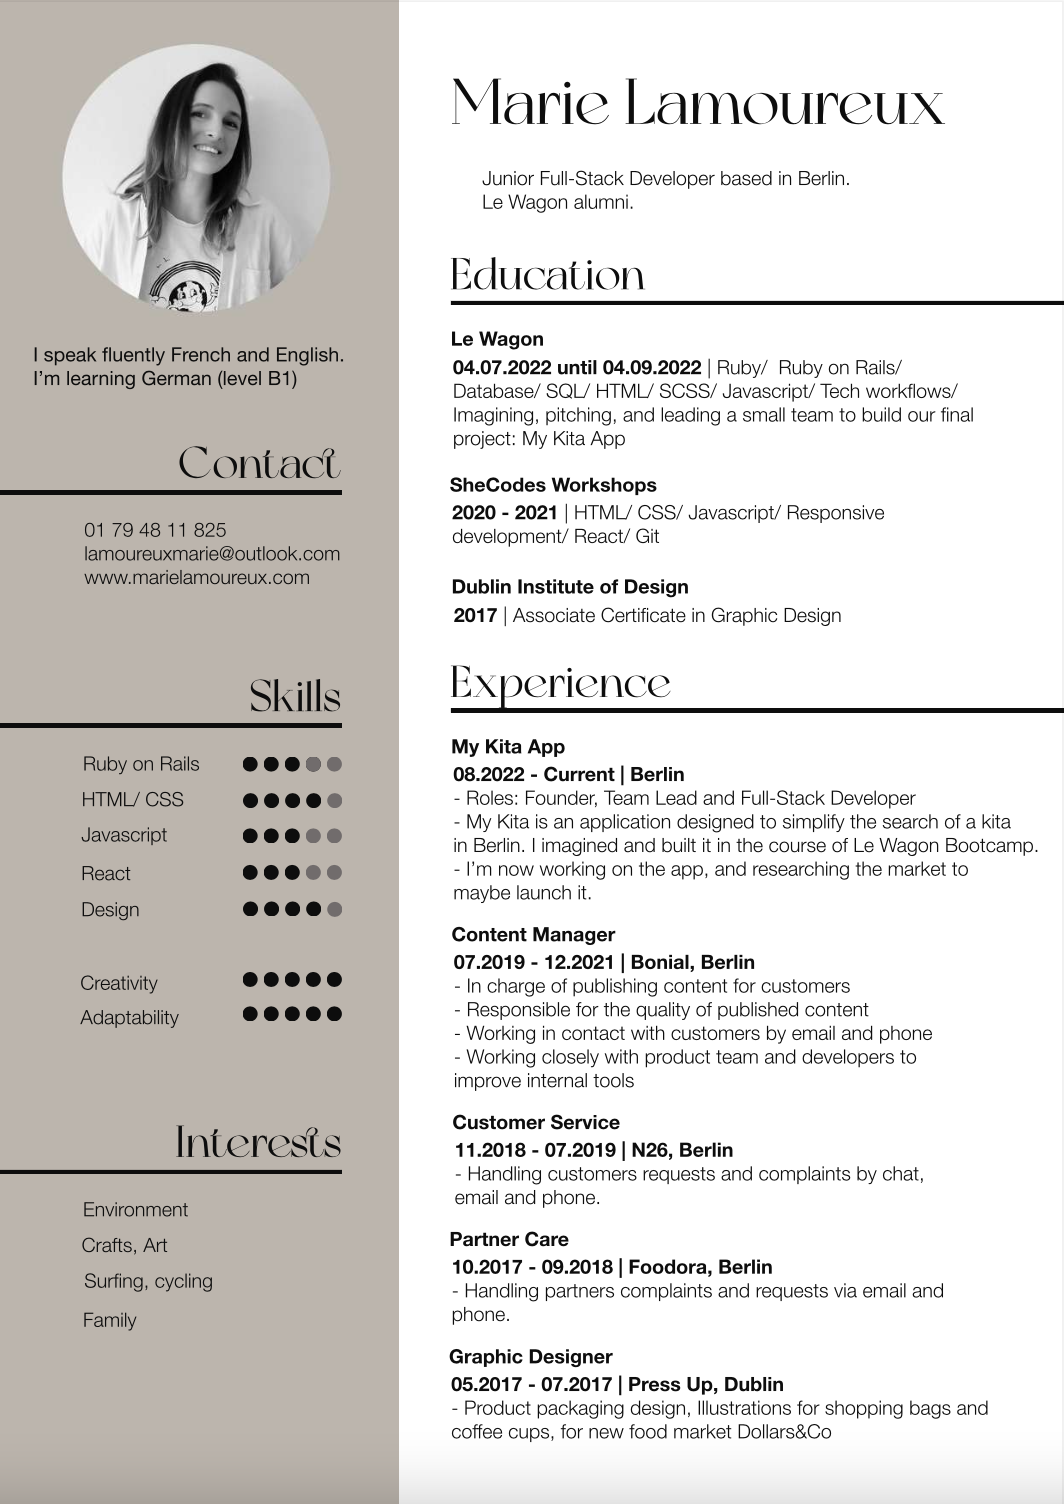 I speak fluently French and English.
I'm learning German (level B1)
Contact
01 79 48 11 825
lamoureuxmarie@outlook.com
www.marielamoureux.com
Skills
Ruby on Rails
HTML/ CSS
Javascript
React
Design
Creativity
Adaptability
Interests
Environment
Crafts, Art
Surfing, cycling
Family
Marie Lamoureux
Junior Full-Stack Developer based in Berlin.
Le Wagon alumni.
Education
Le Wagon
04.07.2022 until 04.09.2022 | Ruby/  Ruby on Rails/
Database/ SQL/ HTML/ SCSS/ Javascript/ Tech workflows/
Imagining, pitching, and leading a small team to build our final
project: My Kita App
SheCodes Workshops
2020 - 2021 | HTML/ CSS/ Javascript/ Responsive
development/ React/ Git
Dublin Institute of Design
2017 | Associate Certificate in Graphic Design
Experience
My Kita App
08.2022 - Current | Berlin
- Roles: Founder, Team Lead and Full-Stack Developer
- My Kita is an application designed to simplify the search of a kita
in Berlin. I imagined and built it in the course of Le Wagon Bootcamp.
- I'm now working on the app, and researching the market to
maybe launch it.
Content Manager
07.2019 - 12.2021 | Bonial, Berlin
- In charge of publishing content for customers
- Responsible for the quality of published content
- Working in contact with customers by email and phone
- Working closely with product team and developers to
improve internal tools
Customer Service
11.2018 - 07.2019 | N26, Berlin
- Handling customers requests and complaints by chat,
email and phone.
Partner Care
10.2017 - 09.2018 | Foodora, Berlin
- Handling partners complaints and requests via email and
phone.
Graphic Designer
05.2017 - 07.2017 | Press Up, Dublin
- Product packaging design, Illustrations for shopping bags and
coffee cups, for new food market Dollars&Co